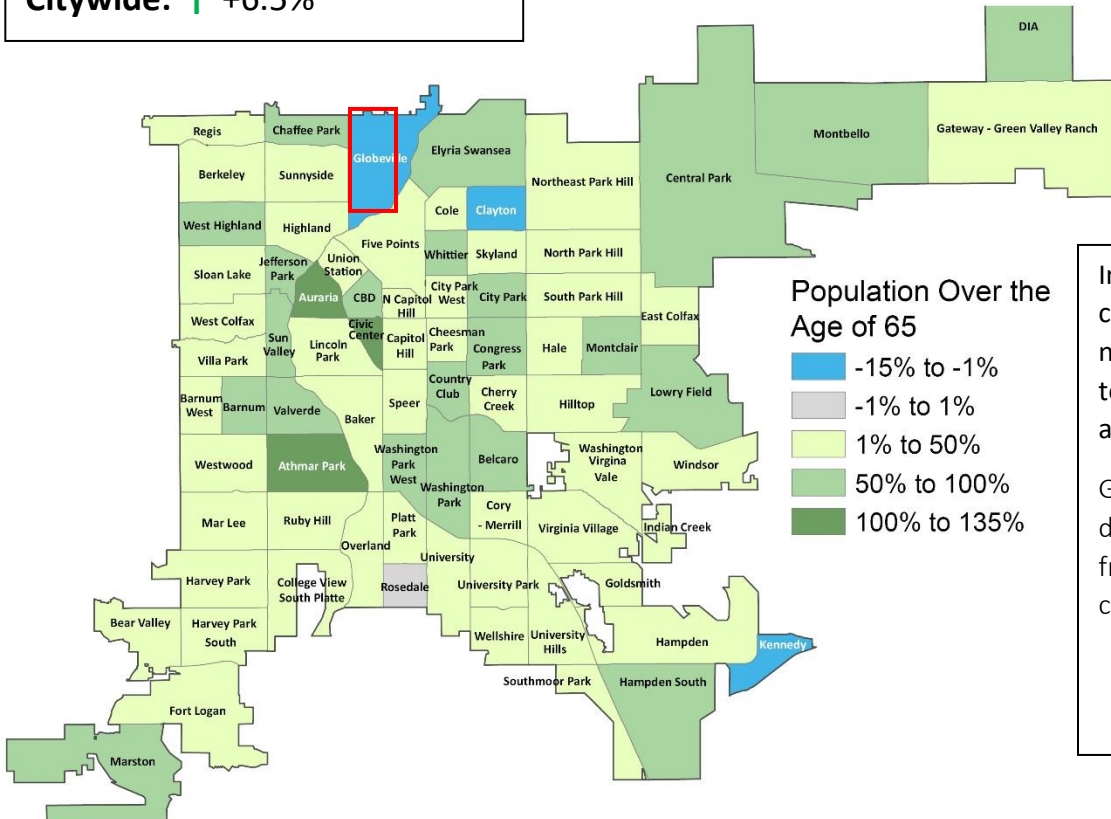 Citywide: ↑ +6.5%
DIA
Regis
Chaffee Park
Globeville
Elyria Swansea
Montbello
Gateway - Green Valley Ranch
Berkeley
Sunnyside
Northeast Park Hill
Central Park
West Highland
Highland
Cole
Clayton
Five Points
Whittier
Skyland
North Park Hill
Sloan Lake
Jefferson
Park
Union
Station
Auraria
CBD
N Capitol
Hill
City Park
West
City Park
South Park Hill
East Colfax
West Colfax
Sun
Valley
Lincoln
Park
Civic
Center
Capitol
Hill
Cheesman
Park
Congress
Park
Hale
Montclair
Villa Park
Barnum
West
Barnum
Valverde
Baker
Speer
Country
Club
Cherry
Creek
Hilltop
Lowry Field
Westwood
Athmar Park
Washington
Park
West
Washington
Park
Belcaro
Washington
Virgina
Vale
Windsor
Mar Lee
Ruby Hill
Overland
Platt
Park
Cory
- Merrill
Virginia Village
Indian Creek
University
Harvey Park
College View
South Platte
Rosedale
University Park
Goldsmith
Bear Valley
Harvey Park
South
Wellshire
University
Hills
Hampden
Kennedy
Southmoor Park
Hampden South
Fort Logan
Marston
Population Over the
Age of 65
-15% to -1%
-1% to 1%
1% to 50%
50% to 100%
100% to 135%